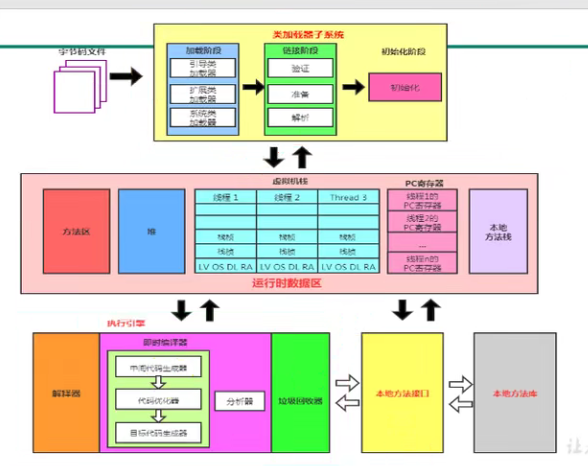 类加载器子系统
字节码文件
加载阶段
链接阶段
初始化阶段
引导类
加载器
扩展类
加载器
系统类
加载器
验证
准备
解析
初始化
虚拟机栈
PC寄存器
方法区
堆
线程 1
线程 2
Thread 3
栈帧
栈帧
栈帧
栈帧
栈帧
栈帧
LV OS DL RA
LV OS DL RA
LV OS DL RA
线程1的
PC寄存器
线程2的
PC寄存器
...
线程n的
PC寄存器
本地
方法栈
运行时数据区
执行引擎
解释器
即时编译器
中间代码生成器
代码优化器
目标代码生成器
分析器
垃圾回收器
本地方法接口
本地方法库
让